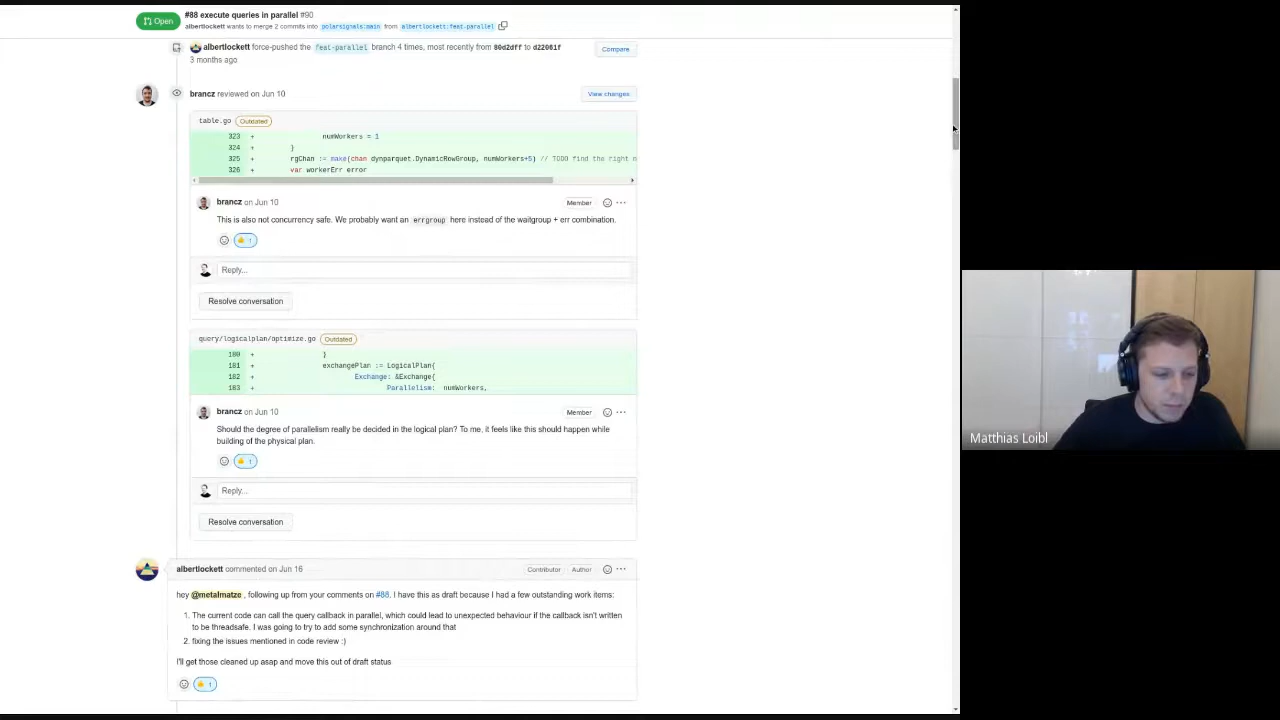 Open
#88 execute queries in parallel #90
albertlockett wants to merge 2 commits into polarsignals:main from albertlockett:feat-parallel
albertlockett force-pushed the feat-parallel branch 4 times, most recently from 80d2dff to d22081f
3 months ago
Compare
brancz reviewed on Jun 10
View changes
table.go Outdated
323 + numWorkers = 1
324 + }
325 + rgChan := make(chan dynparquet.DynamicRowGroup, numWorkers+5) // TODO find the right
326 + var workerErr error
brancz on Jun 10
Member
This is also not concurrency safe. We probably want an errgroup here instead of the waitgroup + err combination.
1
Reply...
Resolve conversation
query/logicalplan/optimize.go Outdated
180 + }
181 + exchangePlan := LogicalPlan{
182 + Exchange: &Exchange{
183 + Parallelism: numWorkers,
brancz on Jun 10
Member
Should the degree of parallelism really be decided in the logical plan? To me, it feels like this should happen while
building of the physical plan.
1
Reply...
Resolve conversation
albertlockett commented on Jun 16
Contributor Author
hey @metalmatze , following up from your comments on #88. I have this as draft because I had a few outstanding work items:
1. The current code can call the query callback in parallel, which could lead to unexpected behaviour if the callback isn't written
to be threadsafe. I was going to try to add some synchronization around that
2. fixing the issues mentioned in code review :)
I'll get those cleaned up asap and move this out of draft status
1
Matthias Loibl